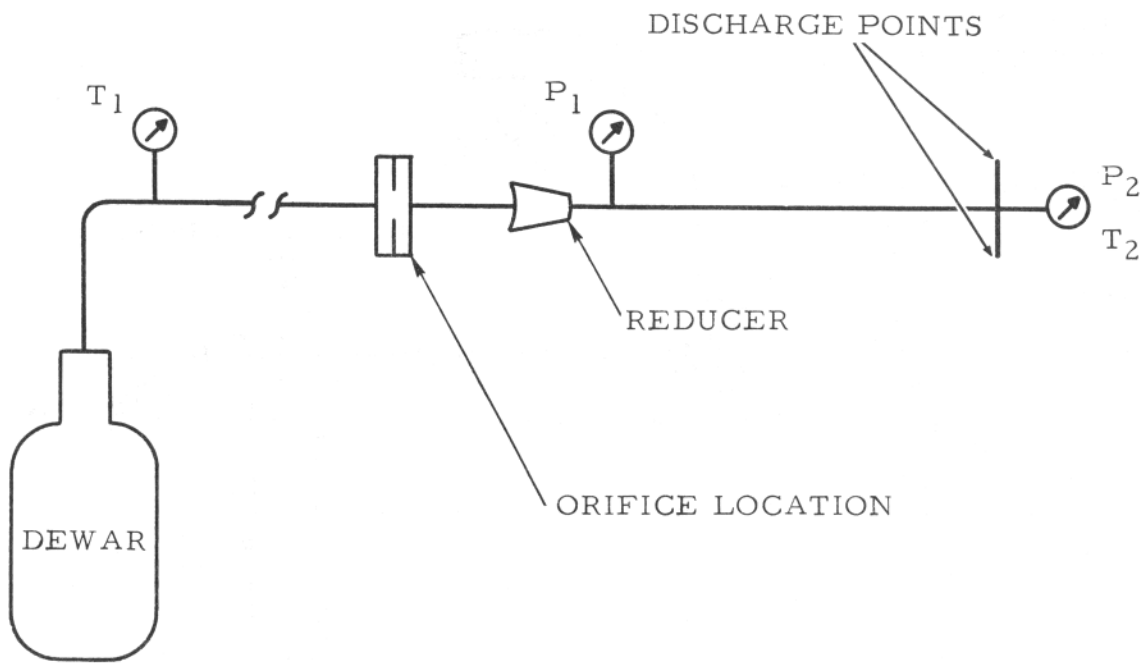 DISCHARGE POINTS
T1
P1
P2
T2
REDUCER
ORIFICE LOCATION
DEWAR